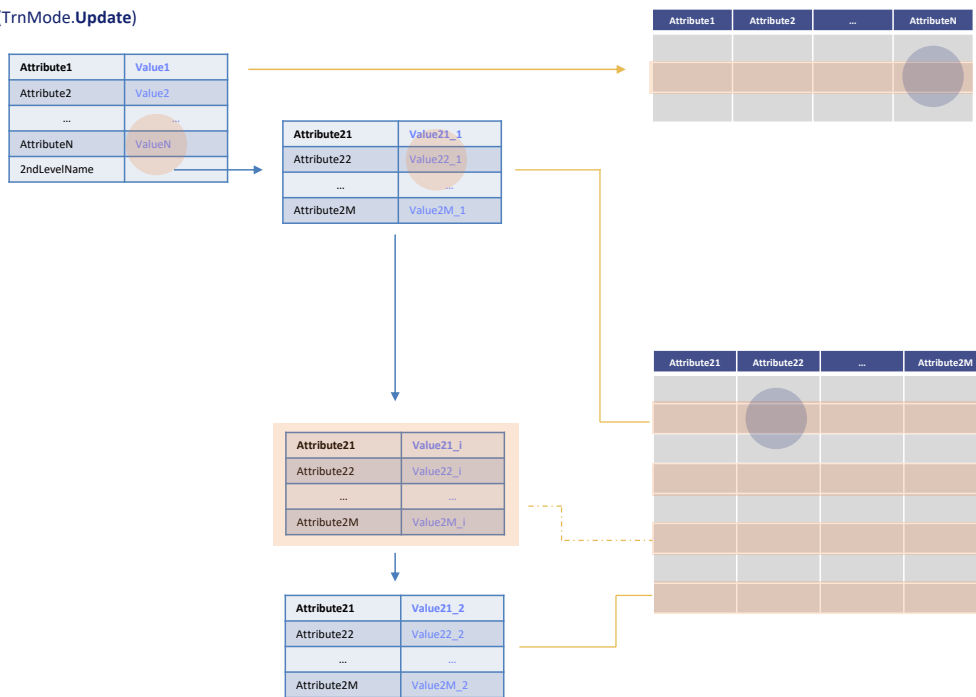 (TrnMode.Update)
Attribute1 Attribute2 ... AttributeN
Attribute1 Value1
Attribute2 Value2
... ...
AttributeN ValueN
2ndLevelName
Attribute21 Value21_1
Attribute22 Value22_1
... ...
Attribute2M Value2M_1
Attribute21 Attribute22 ... Attribute2M
Attribute21 Value21_i
Attribute22 Value22_i
... ...
Attribute2M Value2M_i
Attribute21 Value21_2
Attribute22 Value22_2
... ...
Attribute2M Value2M_2